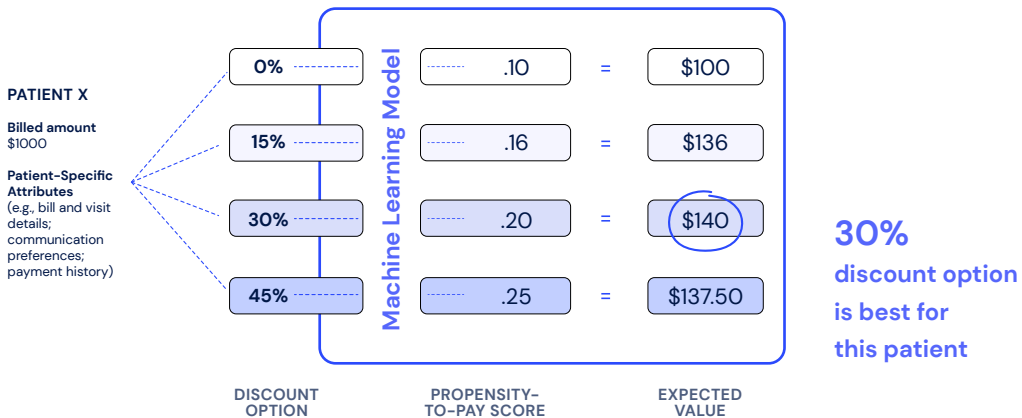 PATIENT X
Billed amount
$1000
Patient-Specific
Attributes
(e.g., bill and visit
details;
communication
preferences;
payment history)
0%
15%
30%
45%
Machine Learning Model
.10 = $100
.16 = $136
.20 = $140
.25 = $137.50
DISCOUNT
OPTION
PROPENSITY-
TO-PAY SCORE
EXPECTED
VALUE
30%
discount option
is best for
this patient